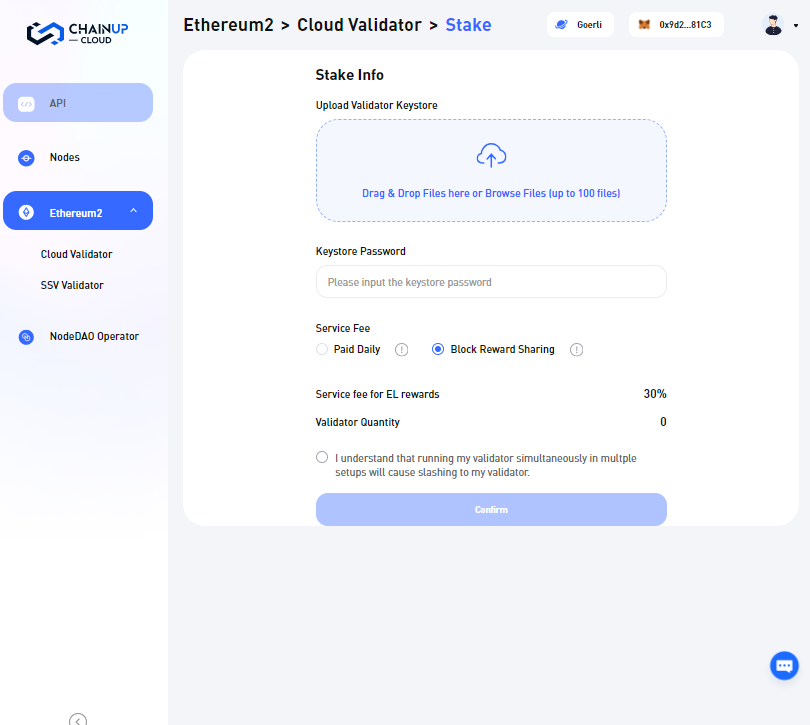 CHAINUP
CLOUD
Ethereum2 > Cloud Validator > Stake
Goerli
0x9d2...81C3
API
Nodes
Ethereum2
Cloud Validator
SSV Validator
NodeDAO Operator
Stake Info
Upload Validator Keystore
Drag & Drop Files here or Browse Files (up to 100 files)
Keystore Password
Please input the keystore password
Service Fee
Paid Daily
Block Reward Sharing
Service fee for EL rewards 30%
Validator Quantity 0
I understand that running my validator simultaneously in multple
setups will cause slashing to my validator.
Confirm